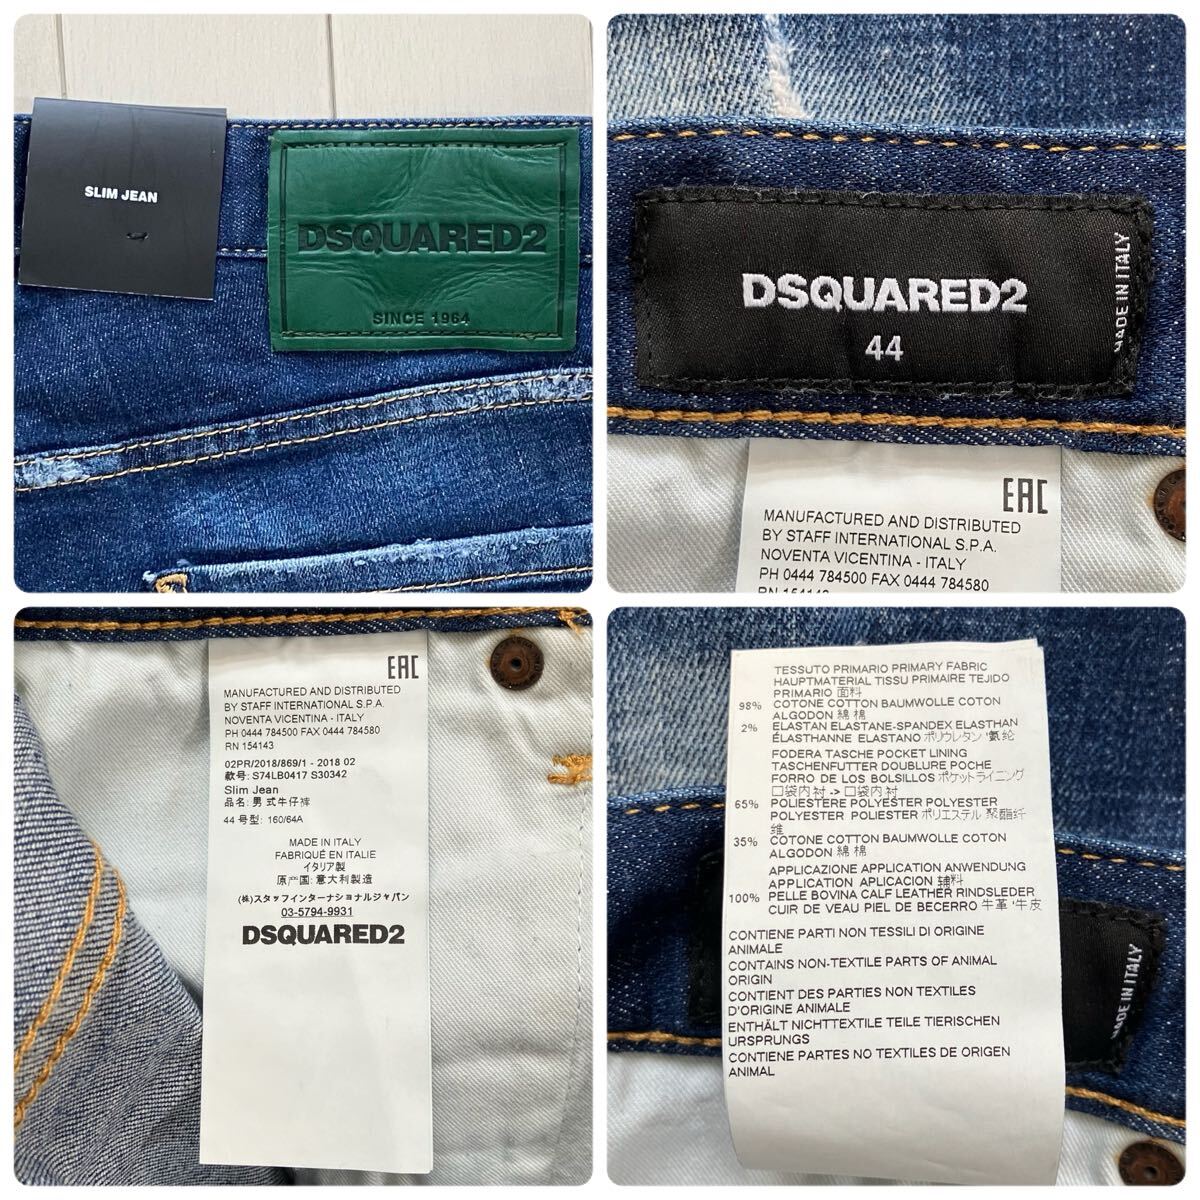 SLIM JEAN
DSQUARED2
SINCE 1964
DSQUARED2
44
MADE IN ITALY
EAC
MANUFACTURED AND DISTRIBUTED
BY STAFF INTERNATIONAL S.P.A.
NOVENTA VICENTINA - ITALY
PH 0444 784500 FAX 0444 784580
RN 154143
EAC
MANUFACTURED AND DISTRIBUTED
BY STAFF INTERNATIONAL S.P.A.
NOVENTA VICENTINA - ITALY
PH 0444 784500 FAX 0444 784580
RN 154143
02PR/2018/869/1 - 2018 02
款号: S74LB0417 S30342
Slim Jean
品名: 男式牛仔裤
44 号型: 160/64A
MADE IN ITALY
FABRIQUÉ EN ITALIE
イタリア製
原产国: 意大利製造
(株)スタッフインターナショナルジャパン
03-5794-9931
DSQUARED2
TESSUTO PRIMARIO PRIMARY FABRIC
HAUPTMATERIAL TISSU PRIMAIRE TEJIDO
PRIMARIO 面料
98% COTONE COTTON BAUMWOLLE COTON
ALGODON 綿 棉
2% ELASTAN ELASTANE-SPANDEX ELASTHAN
ÉLASTHANNE ELASTANO ポリウレタン '氨纶
FODERA TASCHE POCKET LINING
TASCHENFUTTER DOUBLURE POCHE
FORRO DE LOS BOLSILLOS ポケットライニング
口袋内衬 -> 口袋内衬
65% POLIESTERE POLYESTER POLYESTER
POLYESTER POLIESTER ポリエステル 聚酯纤
维
35% COTONE COTTON BAUMWOLLE COTON
ALGODON 綿 棉
APPLICAZIONE APPLICATION ANWENDUNG
APPLICATION APLICACION 辅料
100% PELLE BOVINA CALF LEATHER RINDSLEDER
CUIR DE VEAU PIEL DE BECERRO 牛革 '牛皮
CONTIENE PARTI NON TESSILI DI ORIGINE
ANIMALE
CONTAINS NON-TEXTILE PARTS OF ANIMAL
ORIGIN
CONTIENT DES PARTIES NON TEXTILES
D'ORIGINE ANIMALE
ENTHÄLT NICHTTEXTILE TEILE TIERISCHEN
URSPRUNGS
CONTIENE PARTES NO TEXTILES DE ORIGEN
ANIMAL
MADE IN ITALY